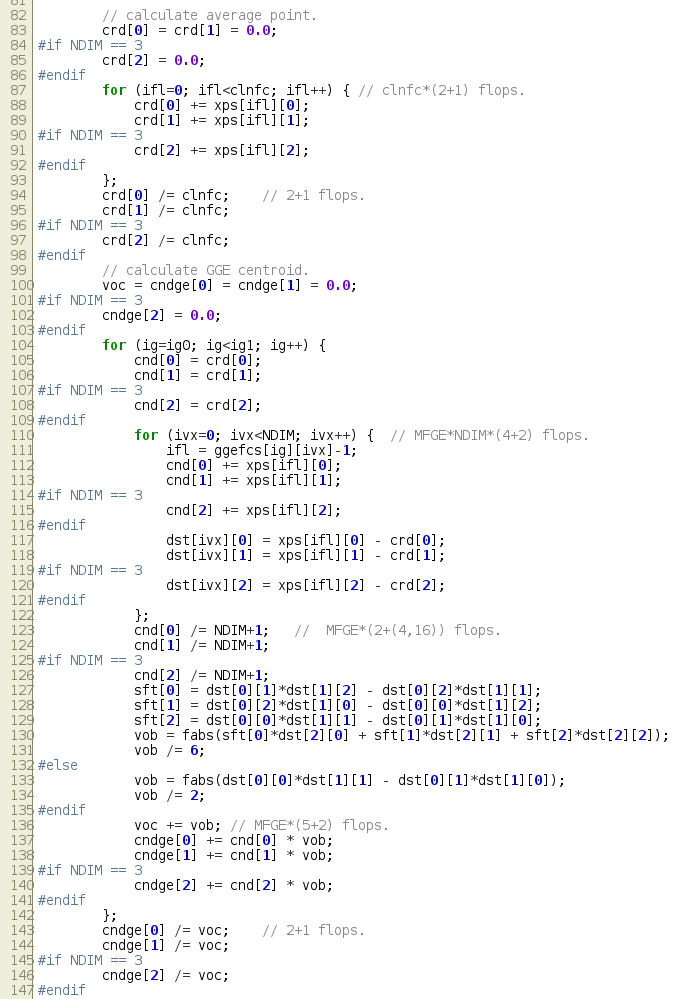 81
82         // calculate average point.
83         crd[0] = crd[1] = 0.0;
84 #if NDIM == 3
85         crd[2] = 0.0;
86 #endif
87         for (ifl=0; ifl<clnfc; ifl++) { // clnfc*(2+1) flops.
88             crd[0] += xps[ifl][0];
89             crd[1] += xps[ifl][1];
90 #if NDIM == 3
91             crd[2] += xps[ifl][2];
92 #endif
93         };
94         crd[0] /= clnfc;    // 2+1 flops.
95         crd[1] /= clnfc;
96 #if NDIM == 3
97         crd[2] /= clnfc;
98 #endif
99         // calculate GGE centroid.
100         voc = cndge[0] = cndge[1] = 0.0;
101 #if NDIM == 3
102         cndge[2] = 0.0;
103 #endif
104         for (ig=ig0; ig<ig1; ig++) {
105             cnd[0] = crd[0];
106             cnd[1] = crd[1];
107 #if NDIM == 3
108             cnd[2] = crd[2];
109 #endif
110             for (ivx=0; ivx<NDIM; ivx++) {  // MFGE*NDIM*(4+2) flops.
111                 ifl = ggefcs[ig][ivx]-1;
112                 cnd[0] += xps[ifl][0];
113                 cnd[1] += xps[ifl][1];
114 #if NDIM == 3
115                 cnd[2] += xps[ifl][2];
116 #endif
117                 dst[ivx][0] = xps[ifl][0] - crd[0];
118                 dst[ivx][1] = xps[ifl][1] - crd[1];
119 #if NDIM == 3
120                 dst[ivx][2] = xps[ifl][2] - crd[2];
121 #endif
122             };
123             cnd[0] /= NDIM+1;   //  MFGE*(2+(4,16)) flops.
124             cnd[1] /= NDIM+1;
125 #if NDIM == 3
126             cnd[2] /= NDIM+1;
127             sft[0] = dst[0][1]*dst[1][2] - dst[0][2]*dst[1][1];
128             sft[1] = dst[0][2]*dst[1][0] - dst[0][0]*dst[1][2];
129             sft[2] = dst[0][0]*dst[1][1] - dst[0][1]*dst[1][0];
130             vob = fabs(sft[0]*dst[2][0] + sft[1]*dst[2][1] + sft[2]*dst[2][2]);
131             vob /= 6;
132 #else
133             vob = fabs(dst[0][0]*dst[1][1] - dst[0][1]*dst[1][0]);
134             vob /= 2;
135 #endif
136             voc += vob; // MFGE*(5+2) flops.
137             cndge[0] += cnd[0] * vob;
138             cndge[1] += cnd[1] * vob;
139 #if NDIM == 3
140             cndge[2] += cnd[2] * vob;
141 #endif
142         };
143         cndge[0] /= voc;    // 2+1 flops.
144         cndge[1] /= voc;
145 #if NDIM == 3
146         cndge[2] /= voc;
147 #endif